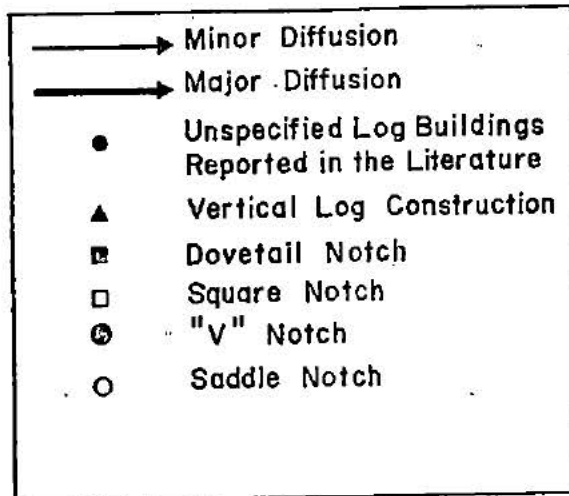 Minor Diffusion
Major Diffusion
Unspecified Log Buildings
Reported in the Literature
Vertical Log Construction
Dovetail Notch
Square Notch
"V" Notch
Saddle Notch